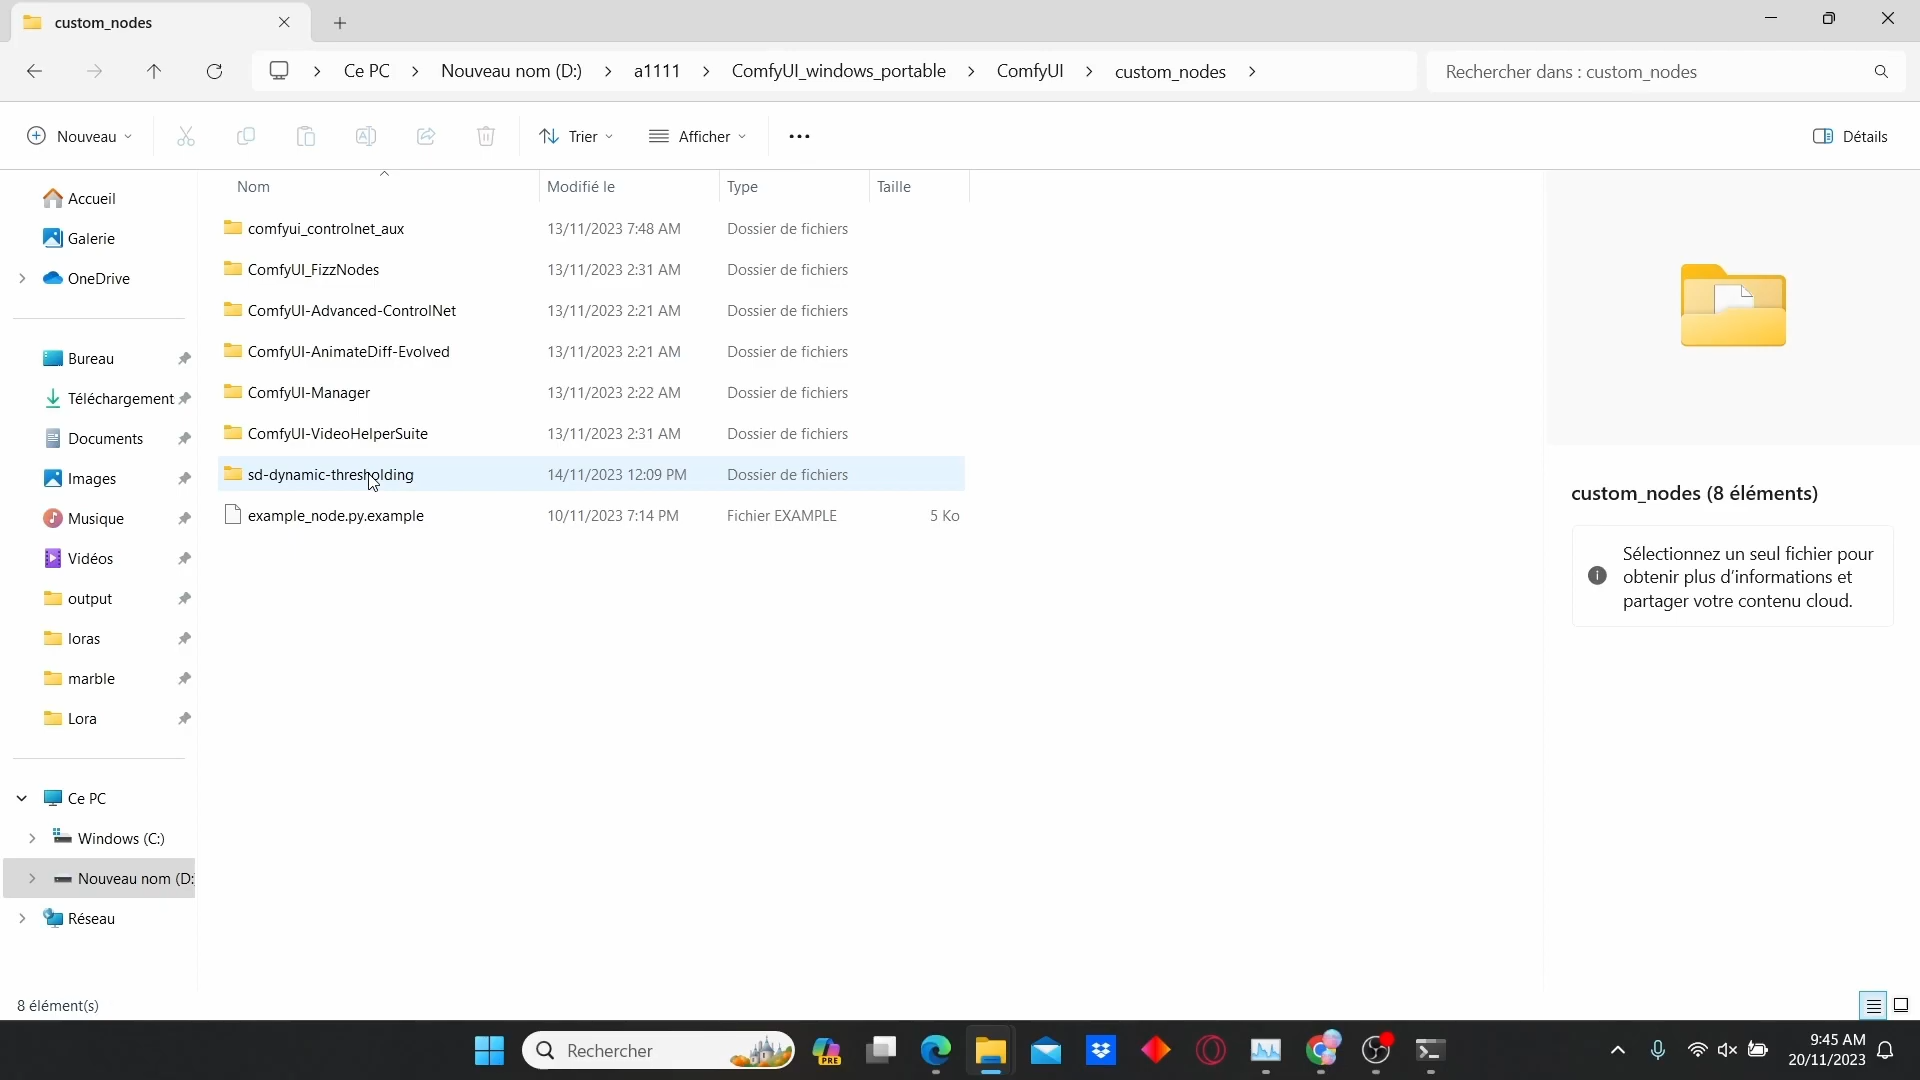 custom_nodes
Ce PC > Nouveau nom (D:) > a1111 > ComfyUI_windows_portable > ComfyUI > custom_nodes >
Rechercher dans : custom_nodes
Nouveau
Trier
Afficher
Détails
Accueil
Galerie
OneDrive
Bureau
Téléchargement
Documents
Images
Musique
Vidéos
output
loras
marble
Lora
Ce PC
Windows (C:)
Nouveau nom (D:
Réseau
Nom Modifié le Type Taille
comfyui_controlnet_aux 13/11/2023 7:48 AM Dossier de fichiers
ComfyUI_FizzNodes 13/11/2023 2:31 AM Dossier de fichiers
ComfyUI-Advanced-ControlNet 13/11/2023 2:21 AM Dossier de fichiers
ComfyUI-AnimateDiff-Evolved 13/11/2023 2:21 AM Dossier de fichiers
ComfyUI-Manager 13/11/2023 2:22 AM Dossier de fichiers
ComfyUI-VideoHelperSuite 13/11/2023 2:31 AM Dossier de fichiers
sd-dynamic-thresholding 14/11/2023 12:09 PM Dossier de fichiers
example_node.py.example 10/11/2023 7:14 PM Fichier EXAMPLE 5 Ko
custom_nodes (8 éléments)
Sélectionnez un seul fichier pour
obtenir plus d'informations et
partager votre contenu cloud.
8 élément(s)
Rechercher
PRE
9:45 AM
20/11/2023